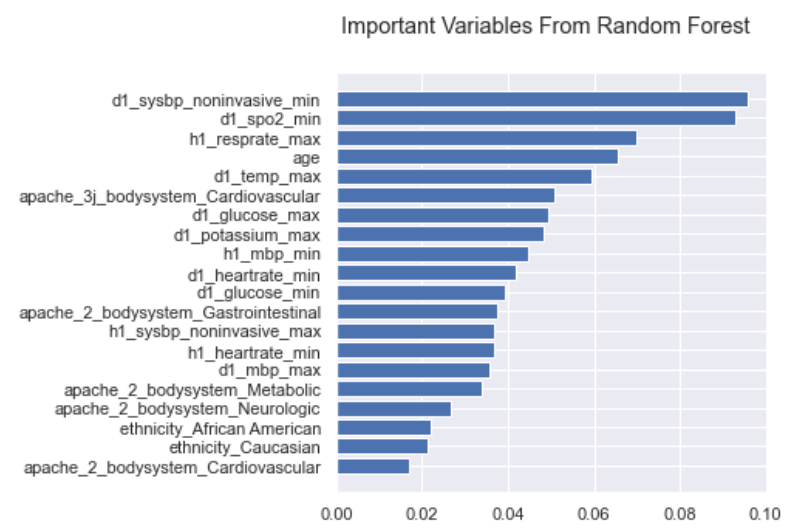 Important Variables From Random Forest
d1_sysbp_noninvasive_min
d1_spo2_min
h1_resprate_max
age
d1_temp_max
apache_3j_bodysystem_Cardiovascular
d1_glucose_max
d1_potassium_max
h1_mbp_min
d1_heartrate_min
d1_glucose_min
apache_2_bodysystem_Gastrointestinal
h1_sysbp_noninvasive_max
h1_heartrate_min
d1_mbp_max
apache_2_bodysystem_Metabolic
apache_2_bodysystem_Neurologic
ethnicity_African American
ethnicity_Caucasian
apache_2_bodysystem_Cardiovascular
0.00 0.02 0.04 0.06 0.08 0.10